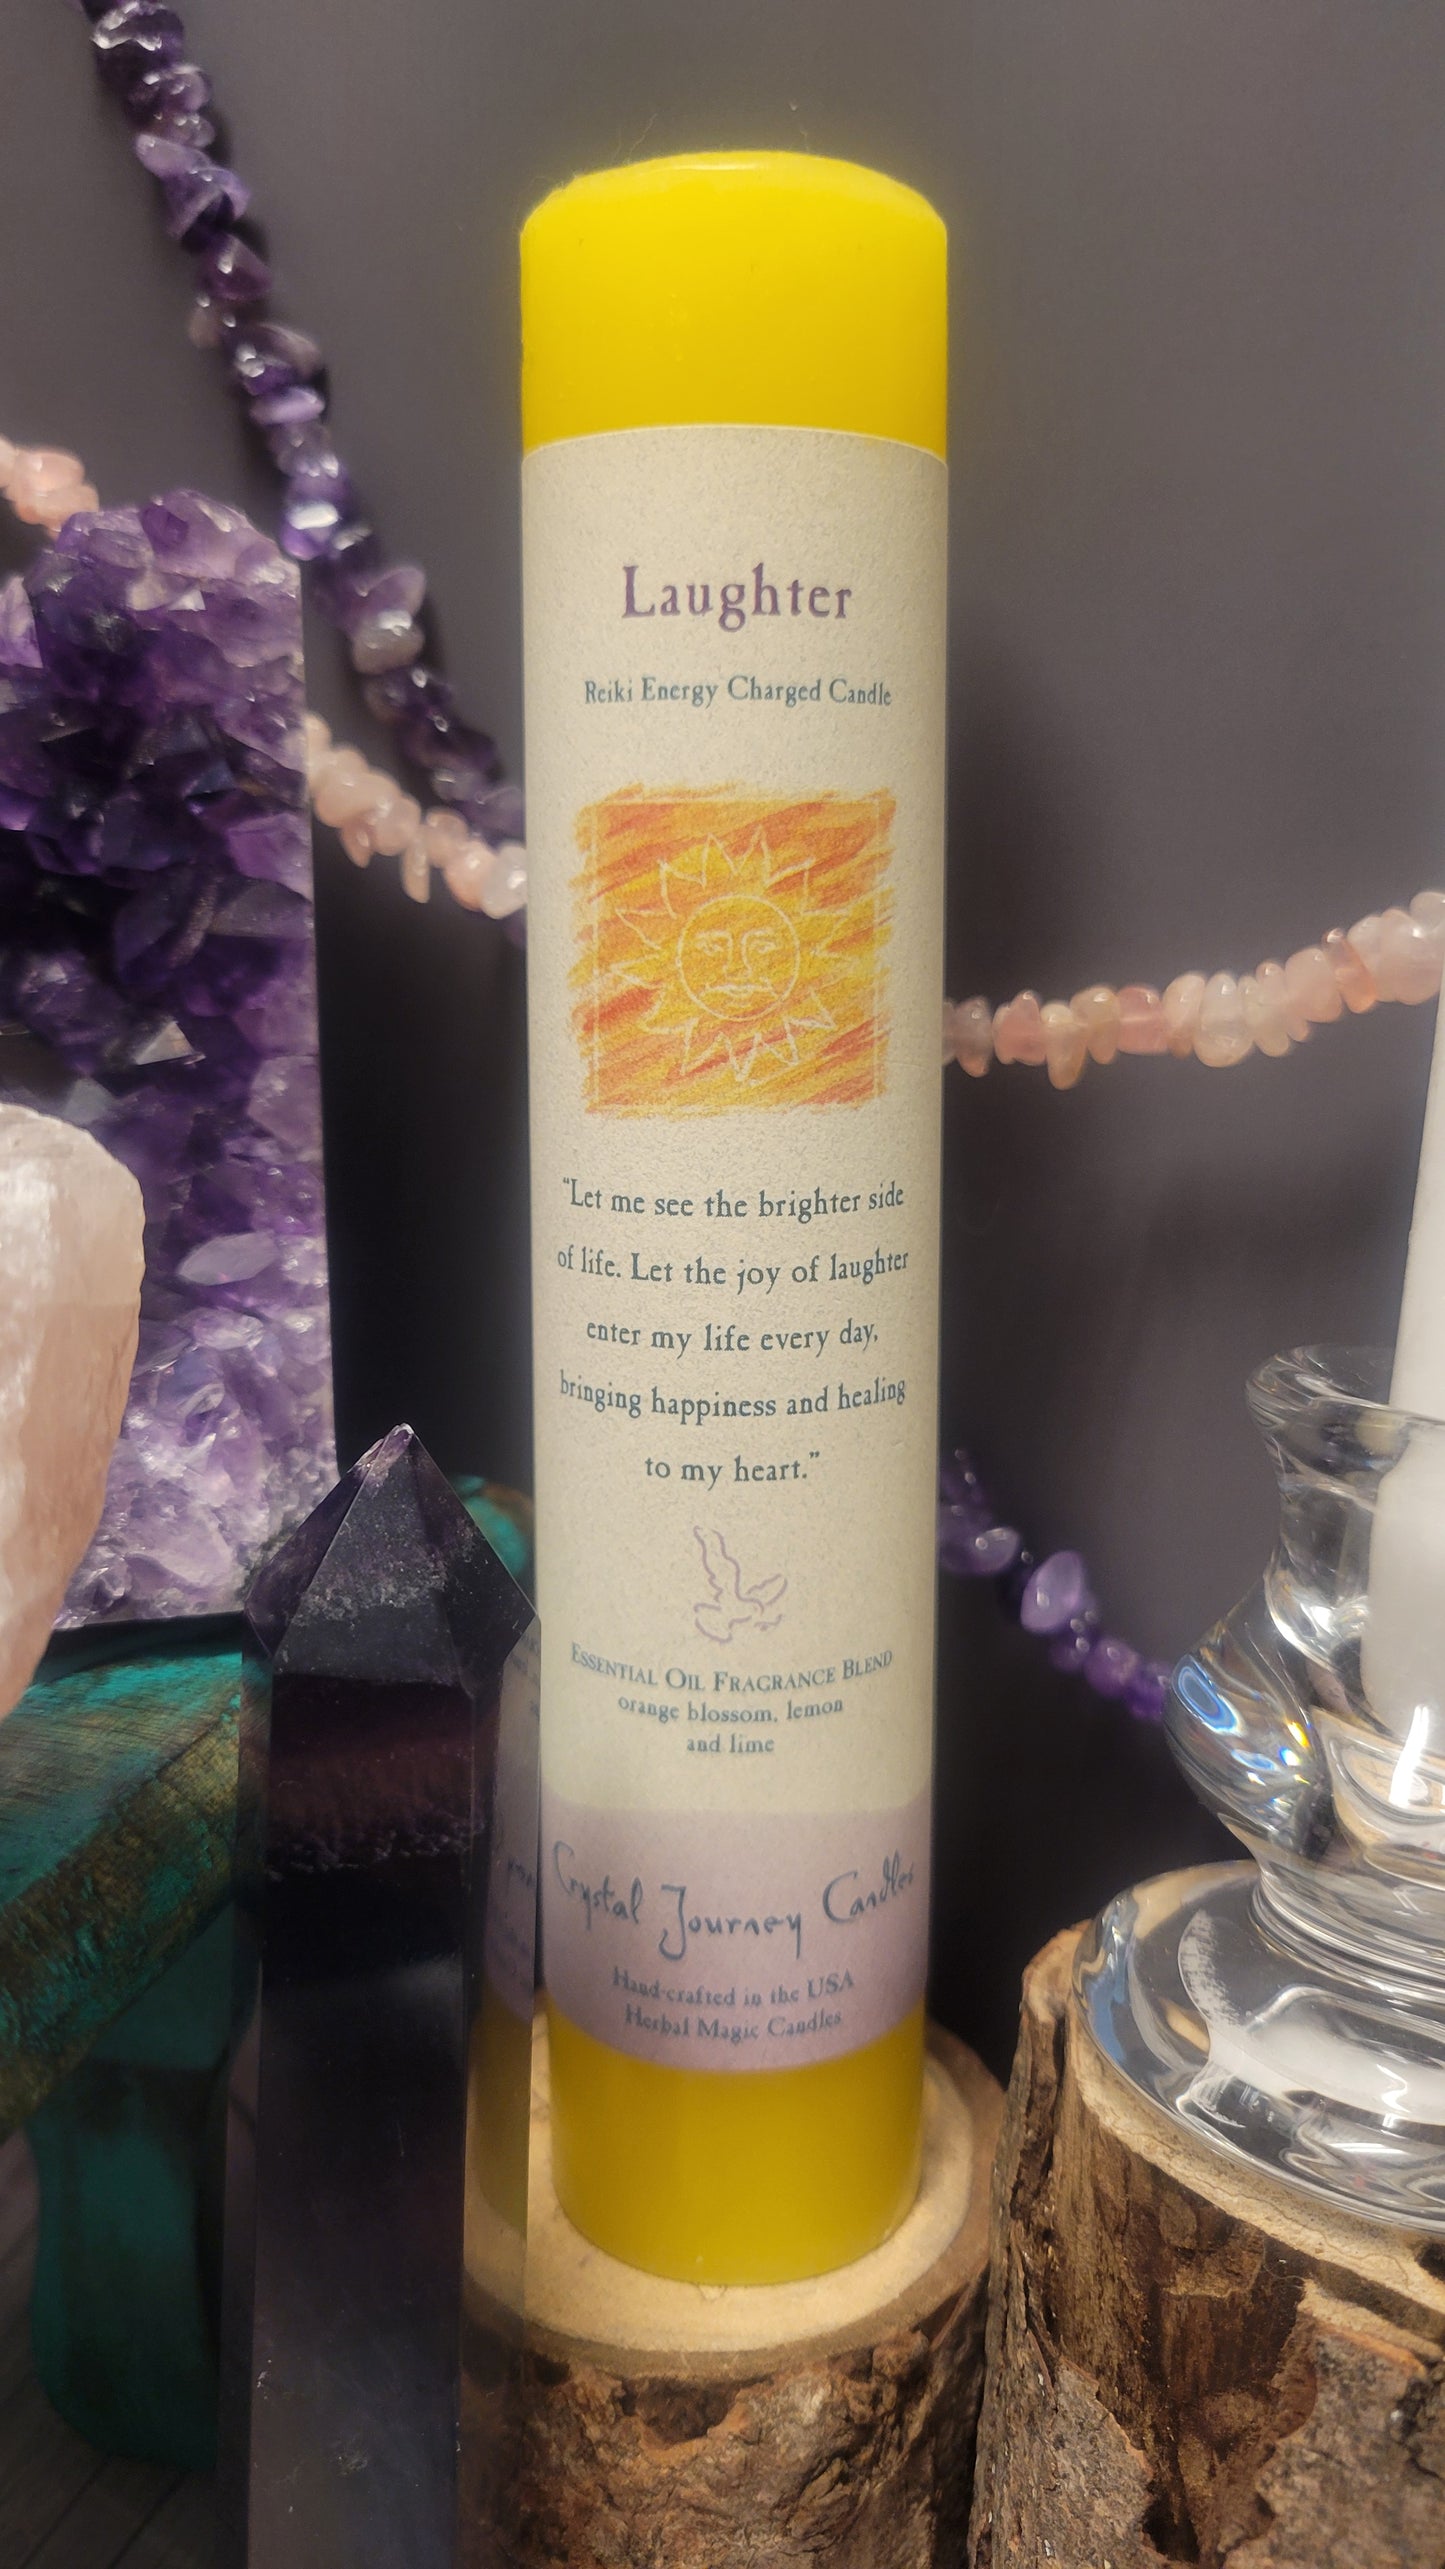 Laughter
Reiki Energy Charged Candle
“Let me see the brighter side
of life. Let the joy of laughter
enter my life every day,
bringing happiness and healing
to my heart.”
Essential Oil Fragrance Blend
orange blossom, lemon
and lime
Crystal Journey Candles
Hand-crafted in the USA
Herbal Magic Candles